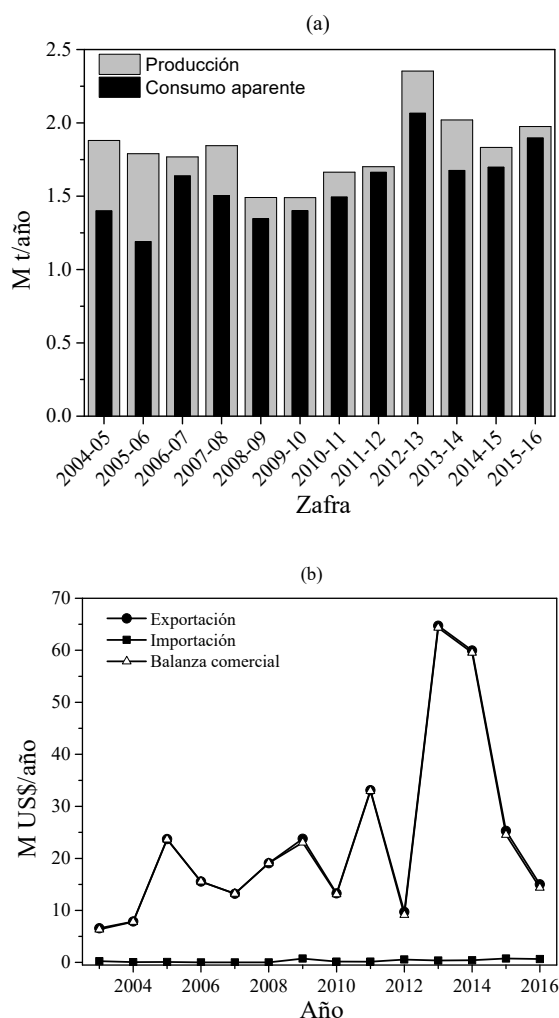 (a)
2.5
2.0
1.5
1.0
0.5
0.0
M t/año
Producción
Consumo aparente
2004-05
2005-06
2006-07
2007-08
2008-09
2009-10
2010-11
2011-12
2012-13
2013-14
2014-15
2015-16
Zafra
(b)
70
60
50
40
30
20
10
0
M US$/año
Exportación
Importación
Balanza comercial
2004 2006 2008 2010 2012 2014 2016
Año